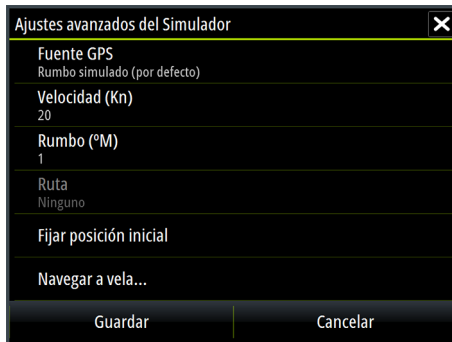 Ajustes avanzados del Simulador
Fuente GPS
Rumbo simulado (por defecto)
Velocidad (Kn)
20
Rumbo (ºM)
1
Ruta
Ninguno
Fijar posición inicial
Navegar a vela...
Guardar
Cancelar